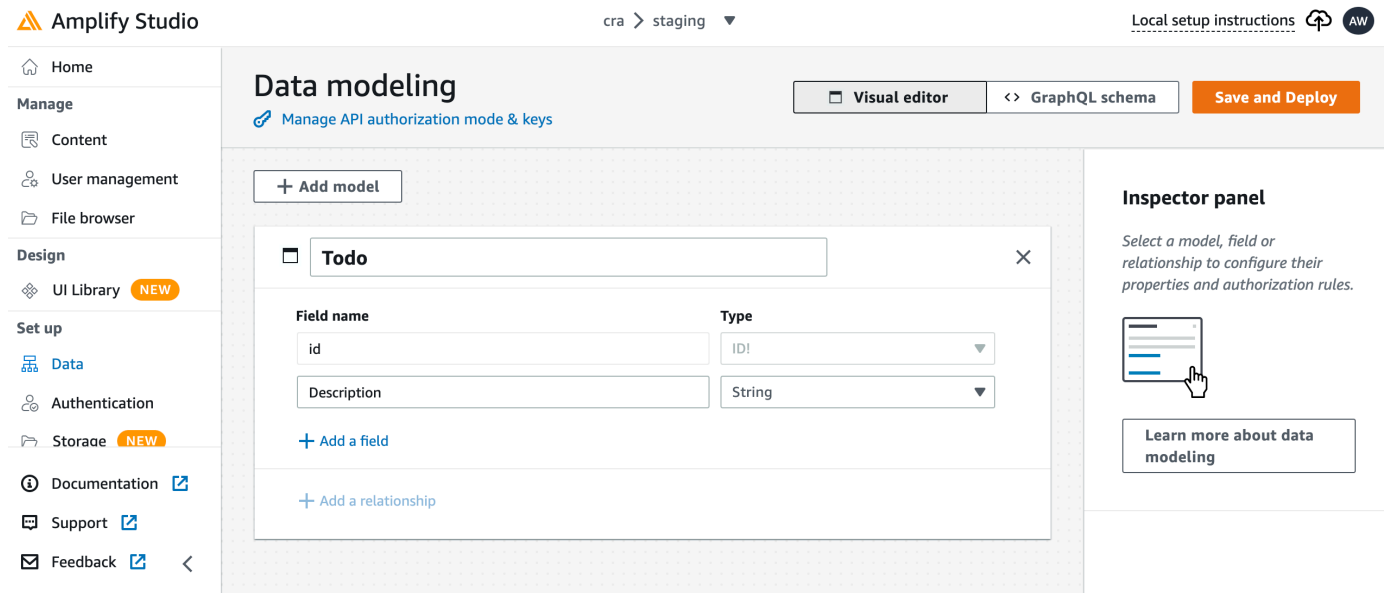 Amplify Studio
cra
staging
Local setup instructions
AW
Home
Manage
Content
User management
File browser
Design
UI Library NEW
Set up
Data
Authentication
Storage NEW
Documentation
Support
Feedback
Data modeling
Manage API authorization mode & keys
Visual editor
<> GraphQL schema
Save and Deploy
+ Add model
Todo
Field name Type
id ID!
Description String
+ Add a field
+ Add a relationship
Inspector panel
Select a model, field or
relationship to configure their
properties and authorization rules.
Learn more about data
modeling